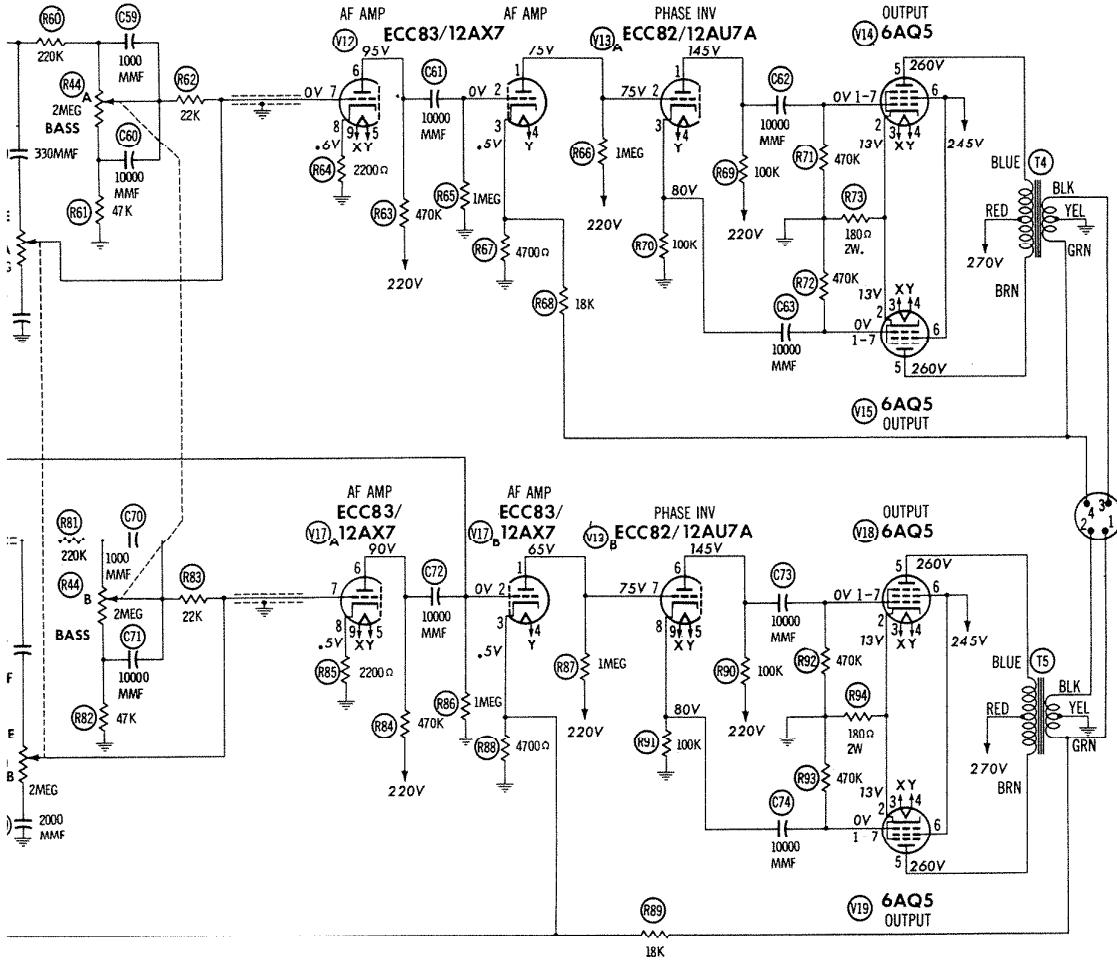 AF AMP
ECC83/12AX7
AF AMP
PHASE INV
ECC82/12AU7A
OUTPUT
6AQ5
R60
220K
C59
1000
MMF
R44
A
2MEG
BASS
R62
22K
C60
10000
MMF
330MMF
R61
47K
V12
95V
6
0V 7
8
9 5
X Y
.6V
R64
2200Ω
R63
470K
220V
C61
10000
MMF
R65
1MEG
75V
1
0V 2
3
4
Y
.5V
R67
4700Ω
R68
18K
R66
1MEG
220V
V13 A
145V
1
75V 2
3
4
Y
80V
R70
100K
R69
100K
220V
C62
10000
MMF
R71
470K
R73
180Ω
2W.
R72
470K
C63
10000
MMF
V14
260V
5
0V 1-7
6
2
3 4
13V
XY
245V
XY
13V
3 4
2
0V
1-7
6
5
260V
V15 6AQ5
OUTPUT
T4
BLUE
BLK
RED
YEL
GRN
270V
BRN
4 3
2 1
R81
220K
C70
1000
MMF
R44
B
2MEG
BASS
R83
22K
C71
10000
MMF
R82
47K
F
E
B
2MEG
2000
MMF
AF AMP
ECC83/
12AX7
V17 A
90V
6
7
8
9 5
XY
.5V
R85
2200Ω
R84
470K
220V
C72
10000
MMF
R86
1MEG
AF AMP
ECC83/
12AX7
V17 B
65V
1
0V 2
3
4
Y
.5V
R88
4700Ω
R87
1MEG
220V
PHASE INV
ECC82/12AU7A
V13 B
145V
6
75V 7
8
9 5
XY
80V
R91
100K
R90
100K
220V
C73
10000
MMF
R92
470K
R94
180Ω
2W
R93
470K
C74
10000
MMF
OUTPUT
V18 6AQ5
260V
5
0V 1-7
6
2
3 4
13V
XY
245V
XY
13V
3 4
2
0V
1-7
6
5
260V
V19 6AQ5
OUTPUT
T5
BLUE
BLK
RED
YEL
GRN
270V
BRN
R89
18K